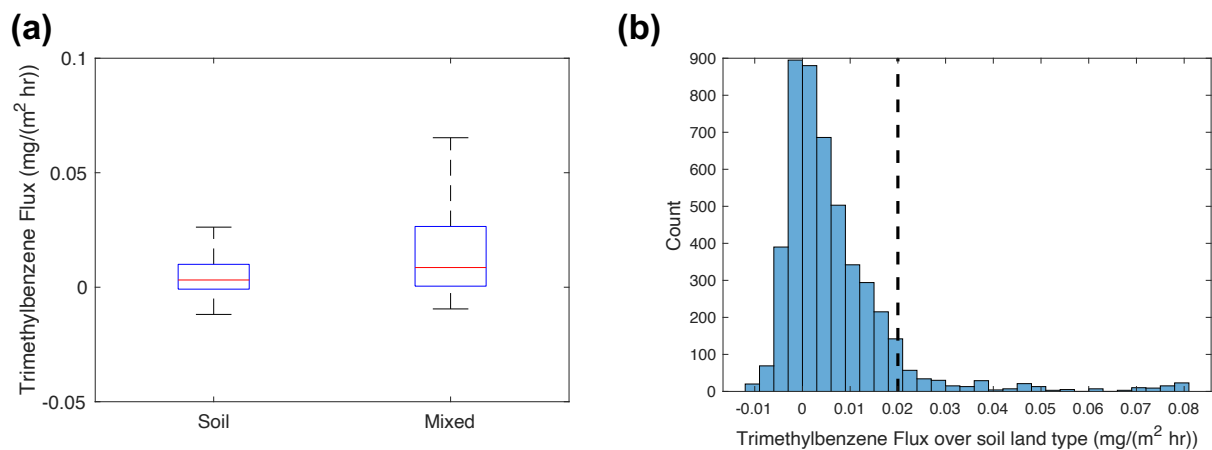 (a)
Trimethylbenzene Flux (mg/(m² hr))
0.1
0.05
0
-0.05
Soil Mixed
(b)
Count
900
800
700
600
500
400
300
200
100
0
-0.01 0 0.01 0.02 0.03 0.04 0.05 0.06 0.07 0.08
Trimethylbenzene Flux over soil land type (mg/(m² hr))